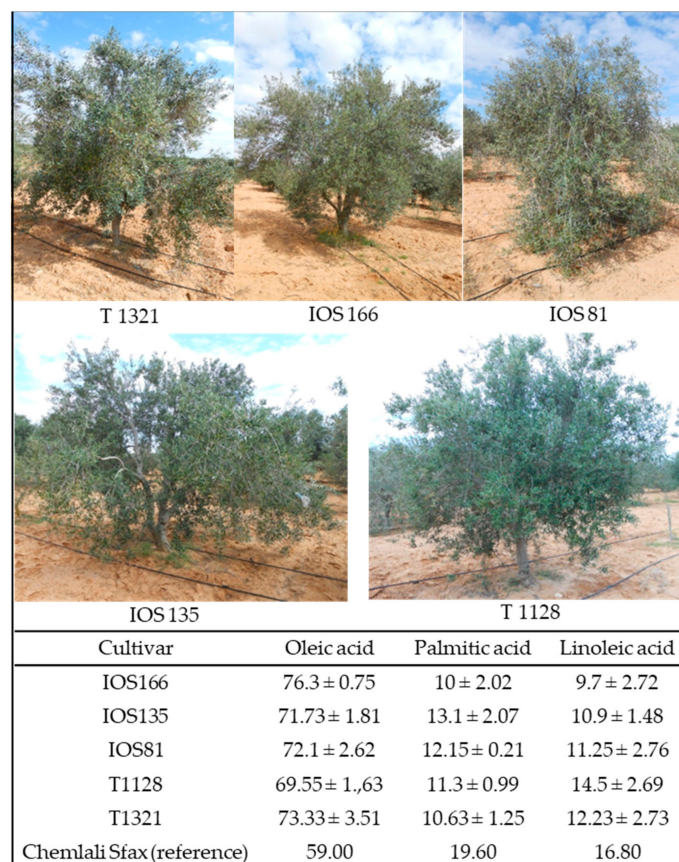 T 1321 IOS 166 IOS 81
IOS 135 T 1128
Cultivar Oleic acid Palmitic acid Linoleic acid
IOS166 76.3 ± 0.75 10 ± 2.02 9.7 ± 2.72
IOS135 71.73 ± 1.81 13.1 ± 2.07 10.9 ± 1.48
IOS81 72.1 ± 2.62 12.15 ± 0.21 11.25 ± 2.76
T1128 69.55 ± 1.,63 11.3 ± 0.99 14.5 ± 2.69
T1321 73.33 ± 3.51 10.63 ± 1.25 12.23 ± 2.73
Chemlali Sfax (reference) 59.00 19.60 16.80